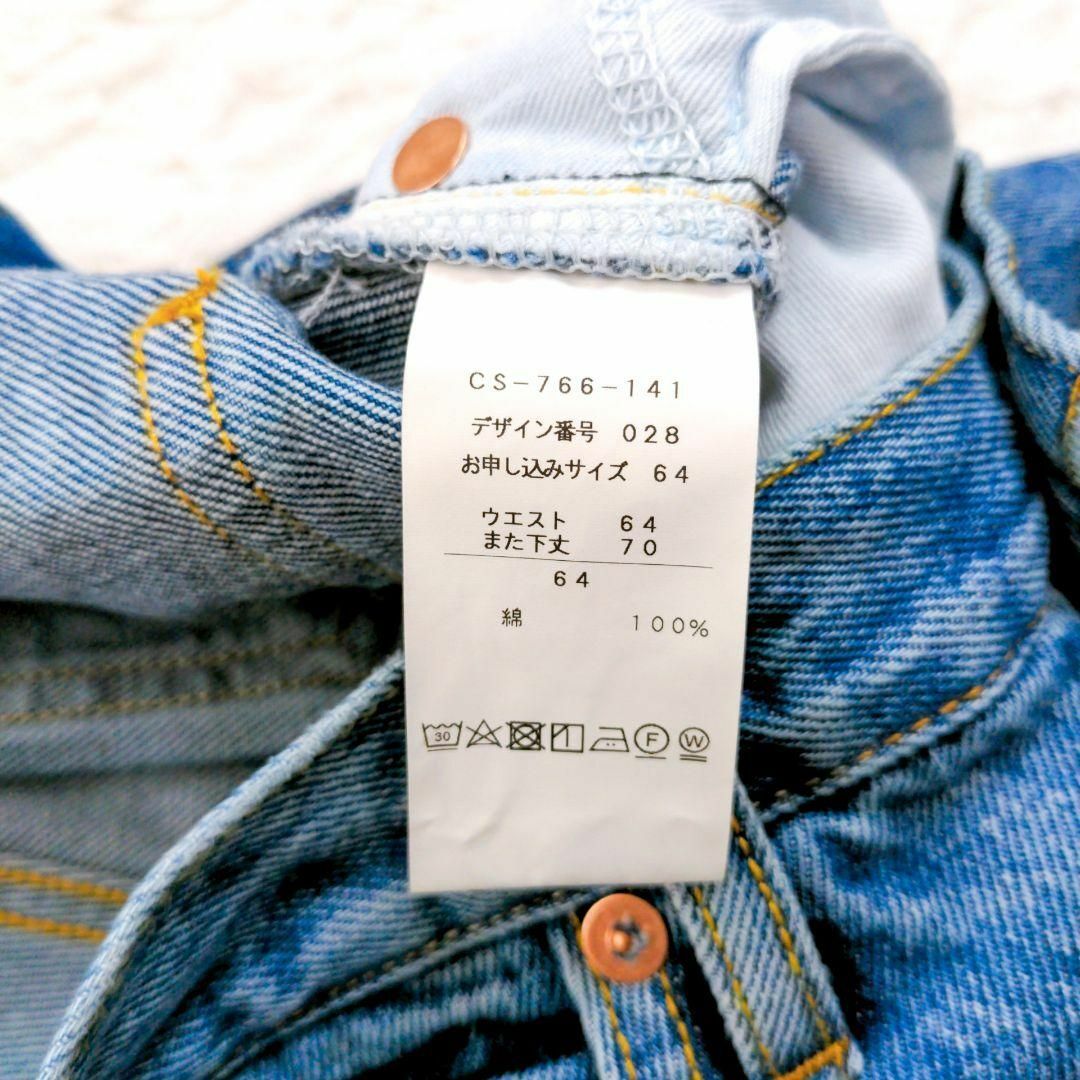 CS-766-141
デザイン番号 028
お申し込みサイズ 64
ウエスト 64
また下丈 70
64
綿 100%
30 F W